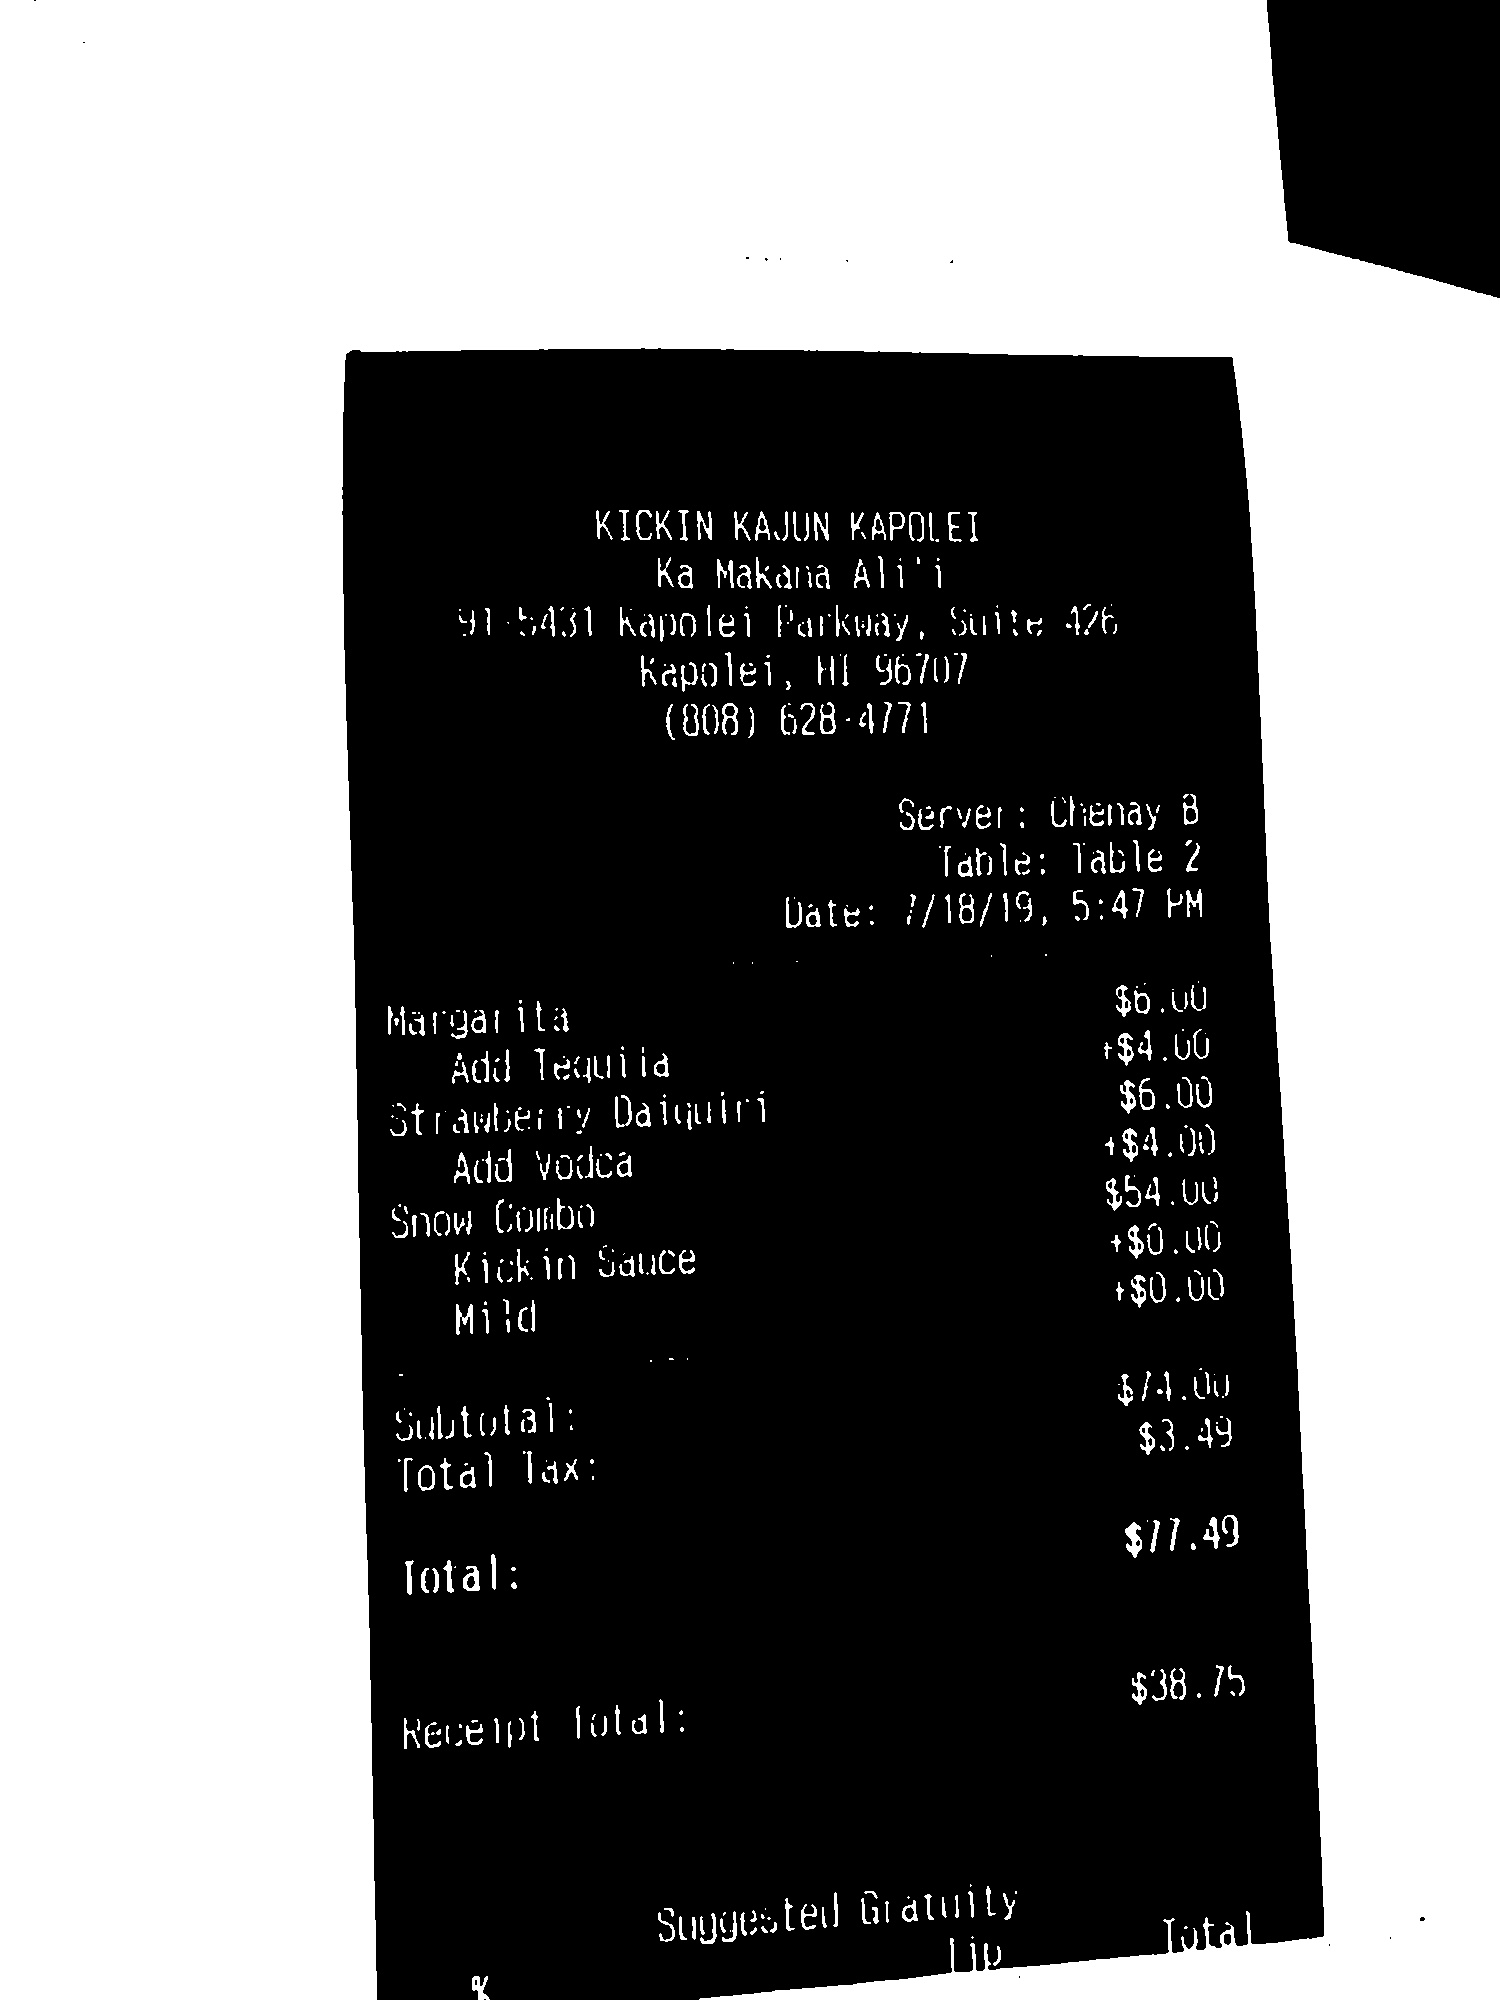 KICKIN KAJUN KAPOLEI
Ka Makana Ali'i
91-5431 Kapolei Parkway, Suite 426
Kapolei, HI 96707
(808) 628-4771
Server: Chenay B
Table: Table 2
Date: 7/18/19, 5:47 PM
Margarita $6.00
Add Tequila +$4.00
Strawberry Daiquiri $6.00
Add Vodca +$4.00
Snow Combo $54.00
Kickin Sauce +$0.00
Mild +$0.00
Subtotal: $74.00
Total Tax: $3.49
Total: $77.49
Receipt Total: $38.75
Suggested Gratuity
% Tip Total